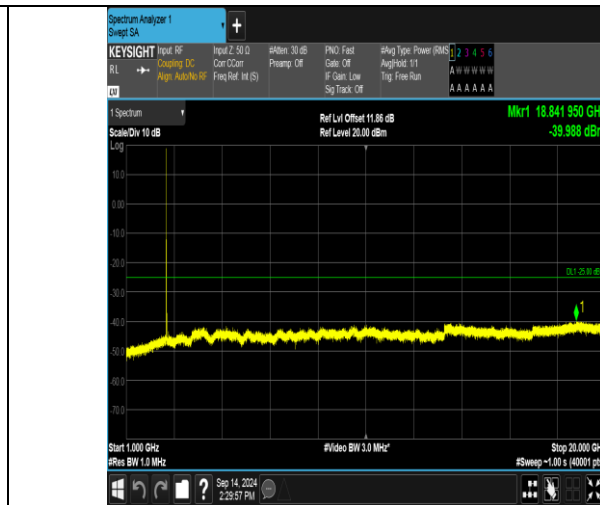 Spectrum Analyzer 1
Swept SA
+
KEYSIGHT Input: RF Input Z: 50 Ω #Atten: 30 dB PNO: Fast #Avg Type: Power (RMS 1 2 3 4 5 6
RL Coupling: DC Corr CCorr Preamp: Off Gate: Off Avg|Hold: 1/1 A W W W W W
Align: Auto/No RF Freq Ref: Int (S) IF Gain: Low Trig: Free Run
Sig Track: Off A A A A A A
1 Spectrum
Ref Lvl Offset 11.86 dB Mkr1 18.841 950 GH
Scale/Div 10 dB Ref Level 20.00 dBm -39.988 dBr
Log
10.0
0.00
-10.0
-20.0
DL1 -25.00 dB
-30.0
1
-40.0
-50.0
-60.0
-70.0
Start 1.000 GHz #Video BW 3.0 MHz* Stop 20.000 GH
#Res BW 1.0 MHz #Sweep ~1.00 s (40001 pt
? Sep 14, 2024
2:29:57 PM